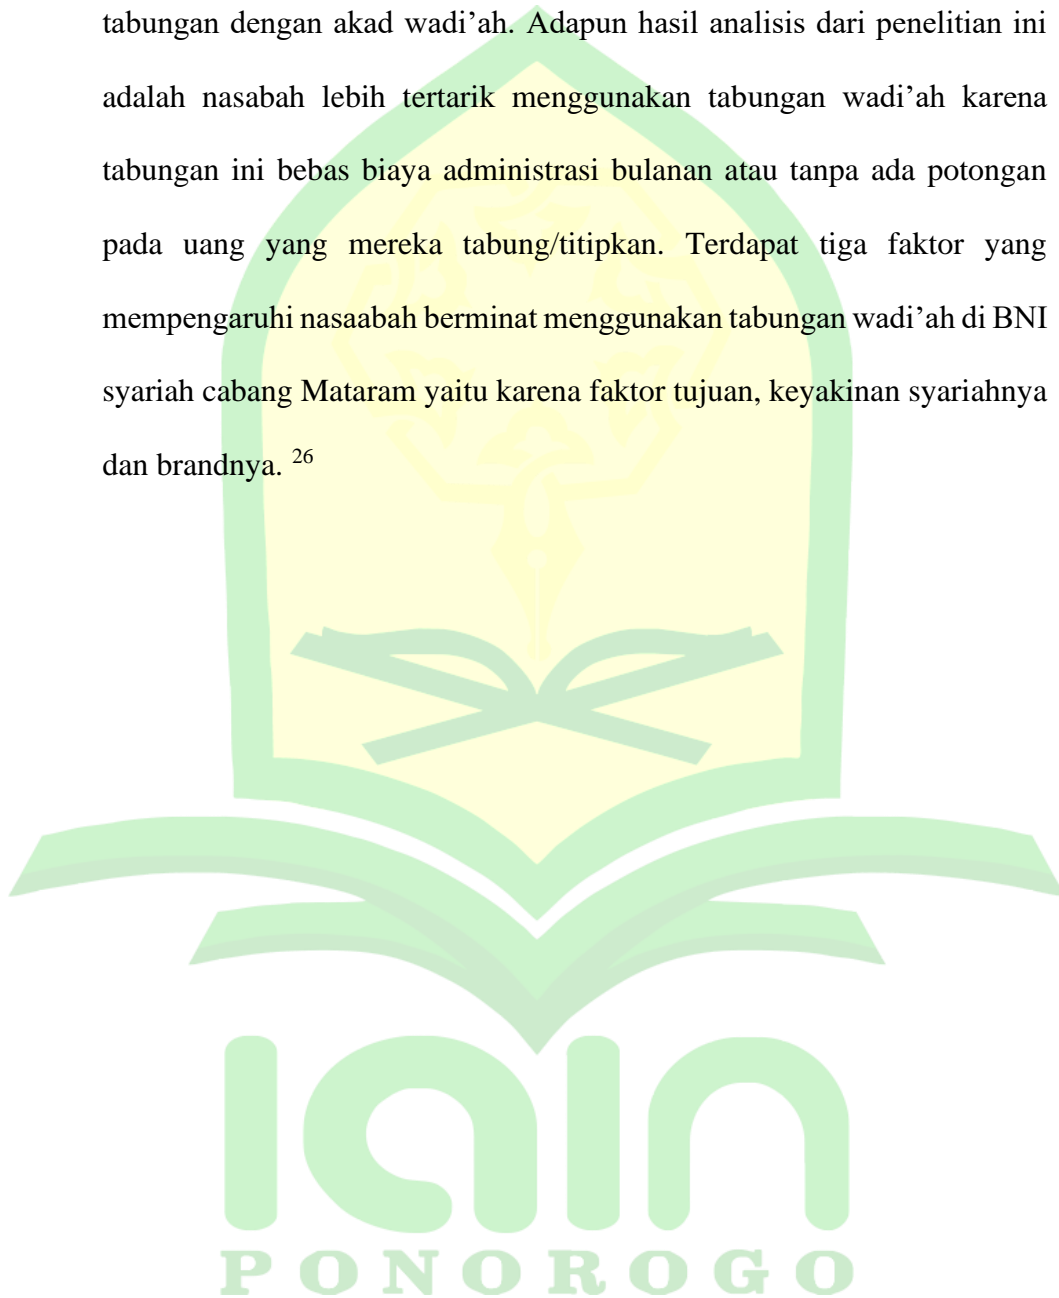 tabungan dengan akad wadi’ah. Adapun hasil analisis dari penelitian ini
adalah nasabah lebih tertarik menggunakan tabungan wadi’ah karena
tabungan ini bebas biaya administrasi bulanan atau tanpa ada potongan
pada uang yang mereka tabung/titipkan. Terdapat tiga faktor yang
mempengaruhi nasaabah berminat menggunakan tabungan wadi’ah di BNI
syariah cabang Mataram yaitu karena faktor tujuan, keyakinan syariahnya
dan brandnya. 26
iain
PONOROGO